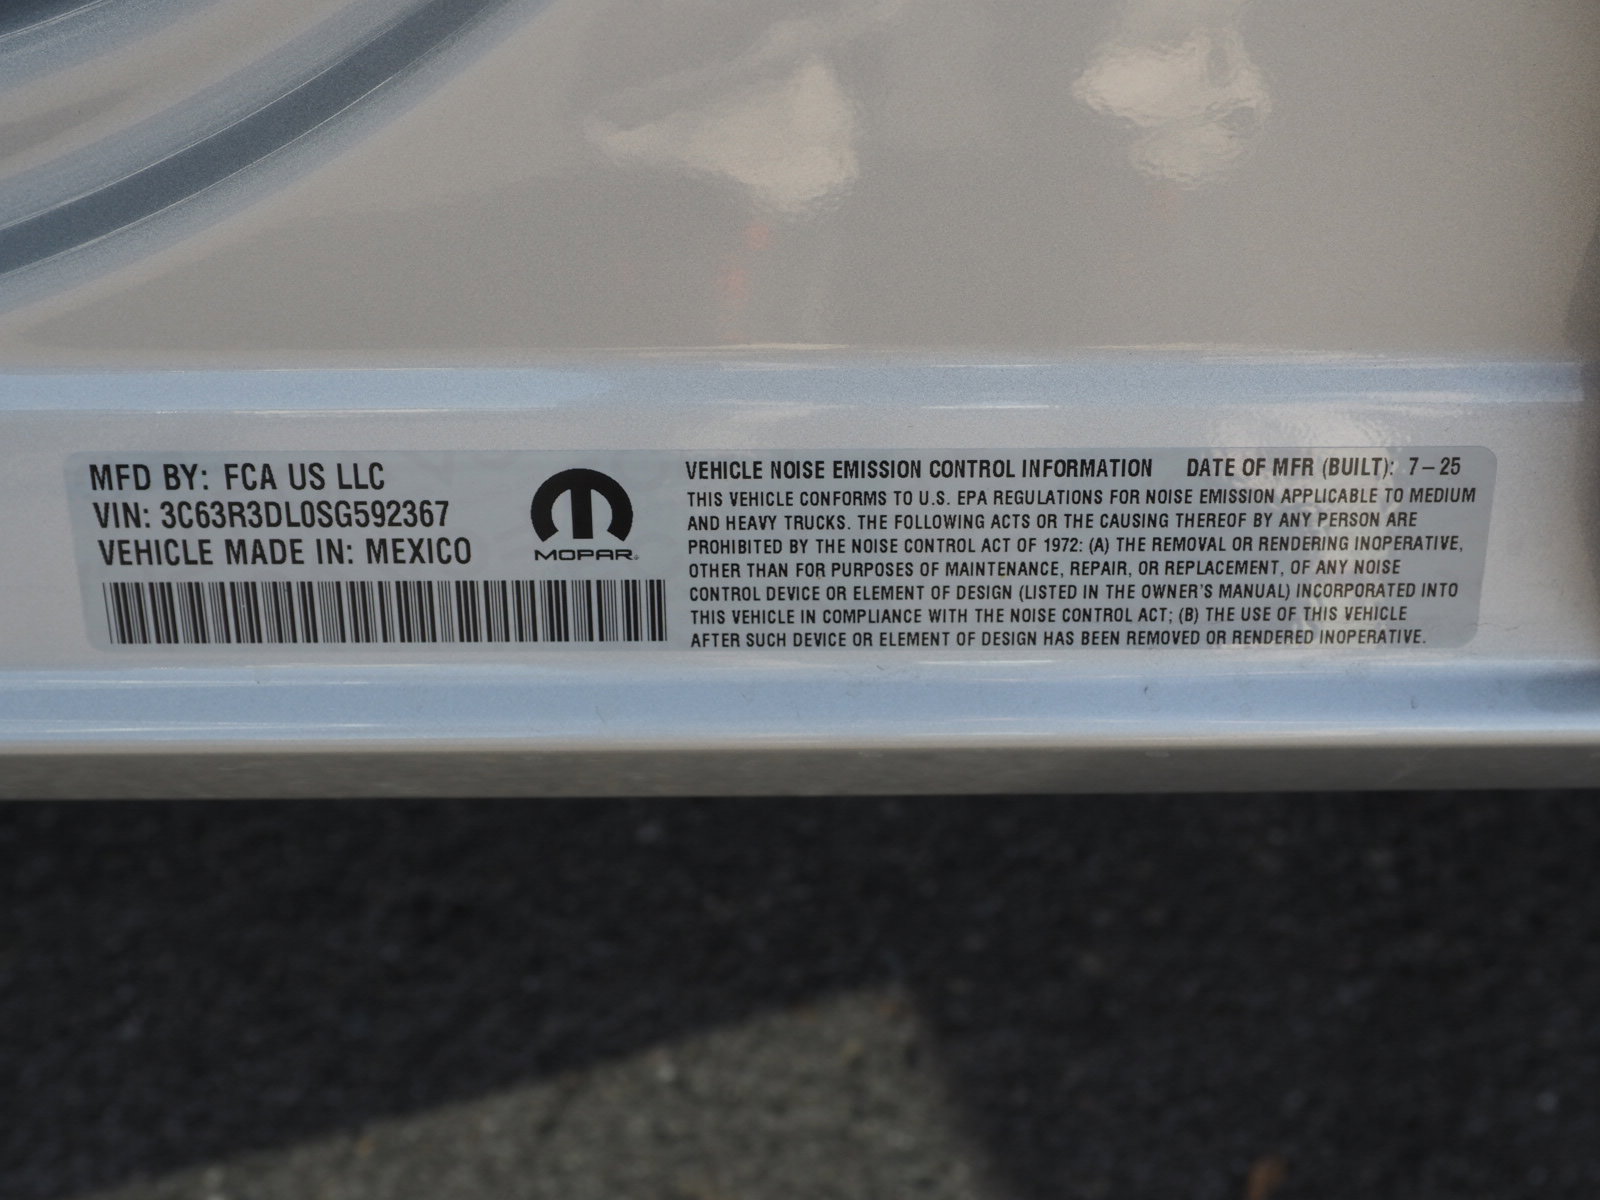 MFD BY: FCA US LLC
VIN: 3C63R3DL0SG592367
VEHICLE MADE IN: MEXICO
MOPAR
VEHICLE NOISE EMISSION CONTROL INFORMATION DATE OF MFR (BUILT): 7–25
THIS VEHICLE CONFORMS TO U.S. EPA REGULATIONS FOR NOISE EMISSION APPLICABLE TO MEDIUM
AND HEAVY TRUCKS. THE FOLLOWING ACTS OR THE CAUSING THEREOF BY ANY PERSON ARE
PROHIBITED BY THE NOISE CONTROL ACT OF 1972: (A) THE REMOVAL OR RENDERING INOPERATIVE,
OTHER THAN FOR PURPOSES OF MAINTENANCE, REPAIR, OR REPLACEMENT, OF ANY NOISE
CONTROL DEVICE OR ELEMENT OF DESIGN (LISTED IN THE OWNER'S MANUAL) INCORPORATED INTO
THIS VEHICLE IN COMPLIANCE WITH THE NOISE CONTROL ACT; (B) THE USE OF THIS VEHICLE
AFTER SUCH DEVICE OR ELEMENT OF DESIGN HAS BEEN REMOVED OR RENDERED INOPERATIVE.